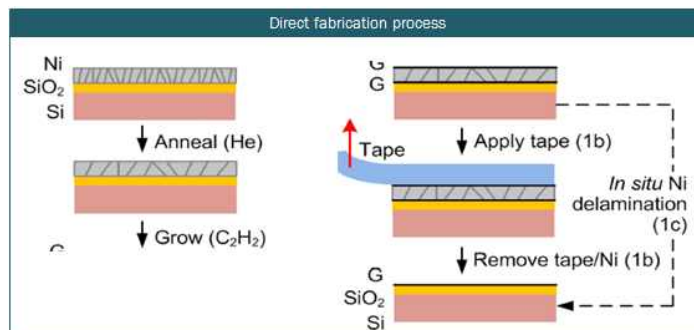 Direct fabrication process
Ni
SiO₂
Si
Anneal (He)
Grow (C₂H₂)
G
G
G
Apply tape (1b)
Tape
In situ Ni
delamination
(1c)
Remove tape/Ni (1b)
G
SiO₂
Si